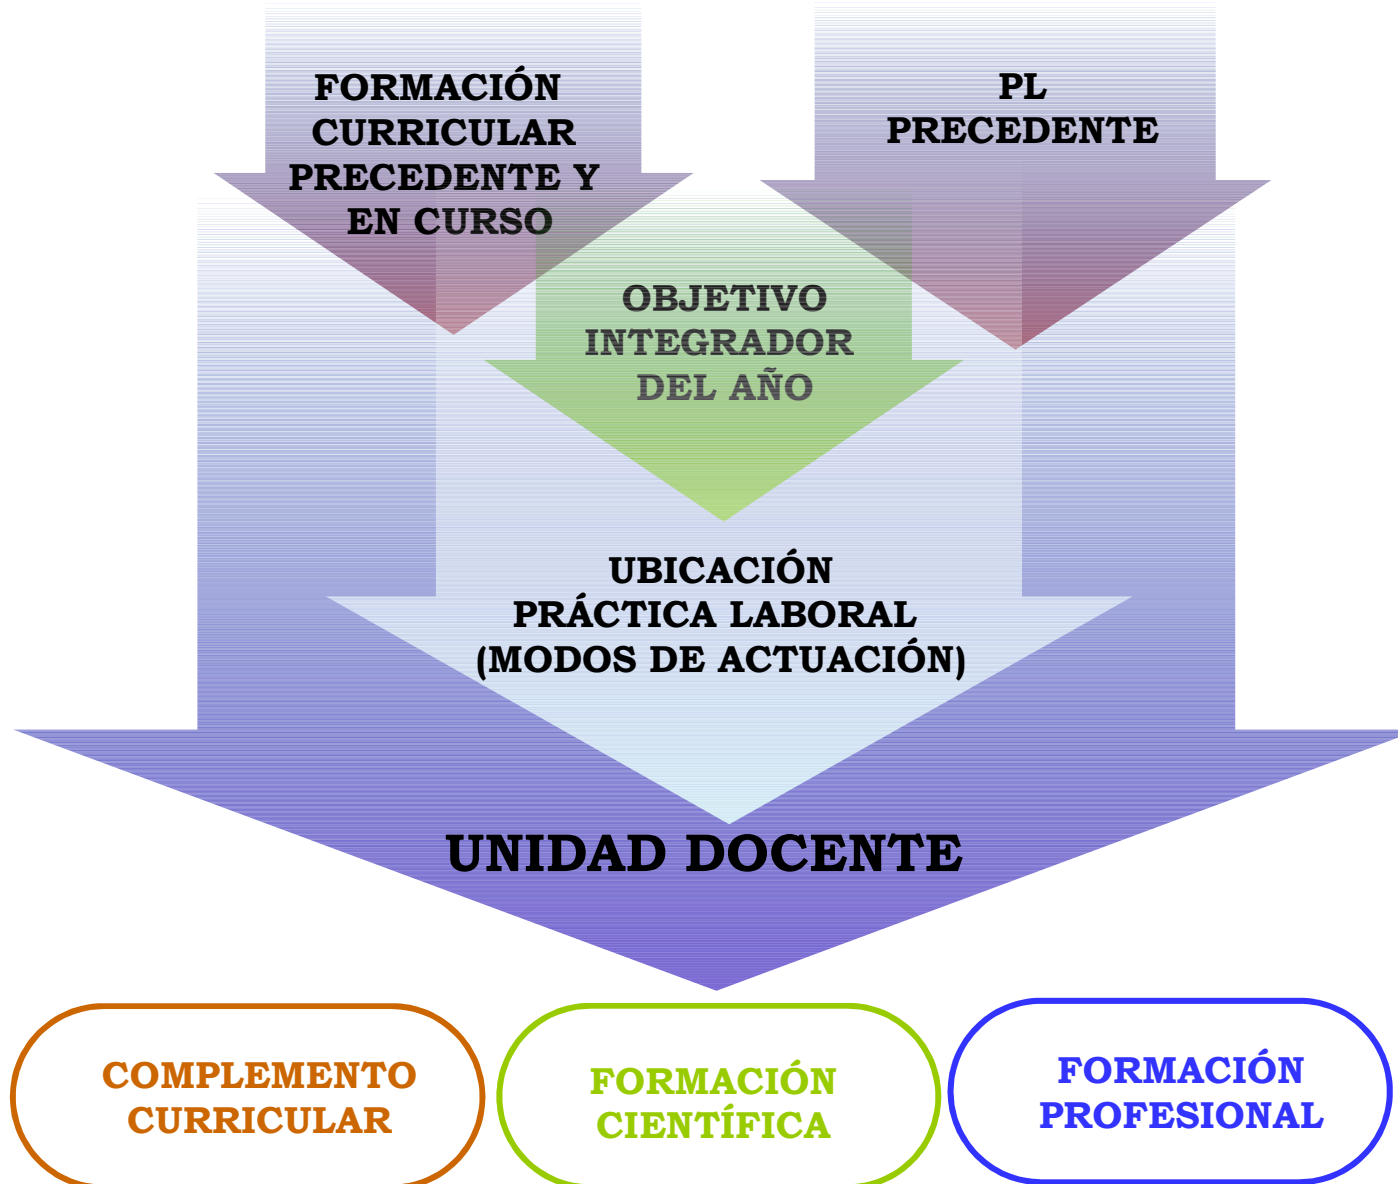 FORMACIÓN
CURRICULAR
PRECEDENTE Y
EN CURSO
PL
PRECEDENTE
OBJETIVO
INTEGRADOR
DEL AÑO
UBICACIÓN
PRÁCTICA LABORAL
(MODOS DE ACTUACIÓN)
UNIDAD DOCENTE
COMPLEMENTO
CURRICULAR
FORMACIÓN
CIENTÍFICA
FORMACIÓN
PROFESIONAL